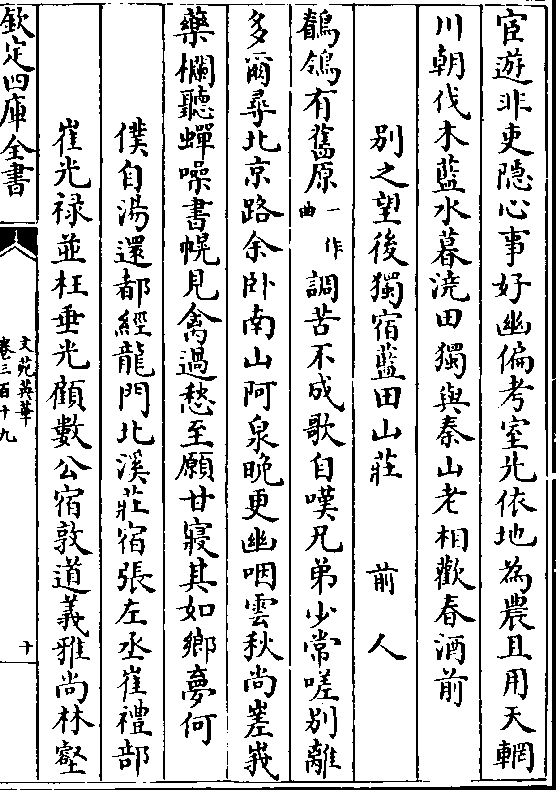 宦遊非吏隠心事好幽偏考室先依地為農且用天輞
川朝伐木藍水暮澆田獨與秦山老相歡春酒前
别之望後獨宿藍田山莊　前人
鶺鴒有舊原一作曲調苦不成歌自嘆兄弟少常嗟别離
多爾尋北京路余卧南山阿泉晚更幽咽雲秋尚嵳峩
藥欄聽蟬噪書幌見禽過愁至願甘寢其如鄉夢何
僕自湯還都經龍門北溪莊宿張左丞崔禮部
崔光禄並枉垂光顧數公宿敦道義雅尚林壑
欽定四庫全書
文苑英華
卷三百十九
十